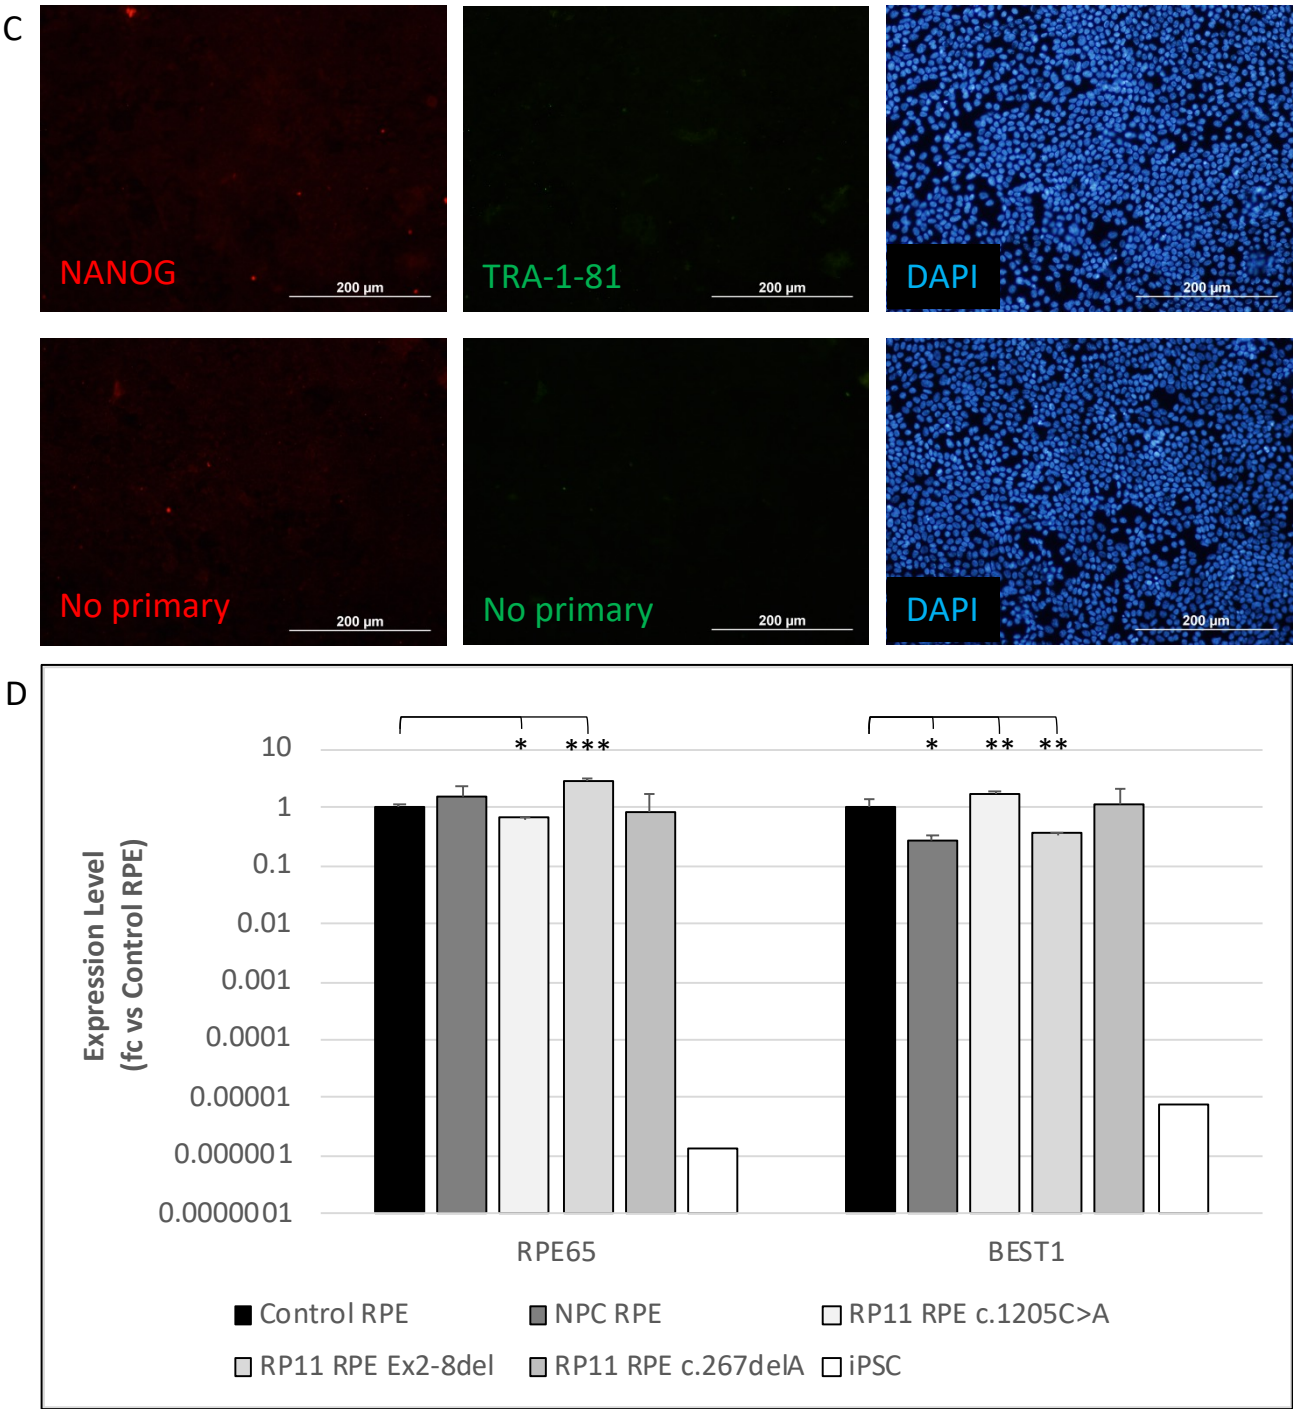 C
NANOG
200 µm
TRA-1-81
200 µm
DAPI
200 µm
No primary
200 µm
No primary
200 µm
DAPI
200 µm
D
* ***
* ** **
10
1
0.1
0.01
0.001
0.0001
0.00001
0.000001
0.0000001
Expression Level
(fc vs Control RPE)
RPE65
BEST1
Control RPE
NPC RPE
RP11 RPE c.1205C>A
RP11 RPE Ex2-8del
RP11 RPE c.267delA
iPSC